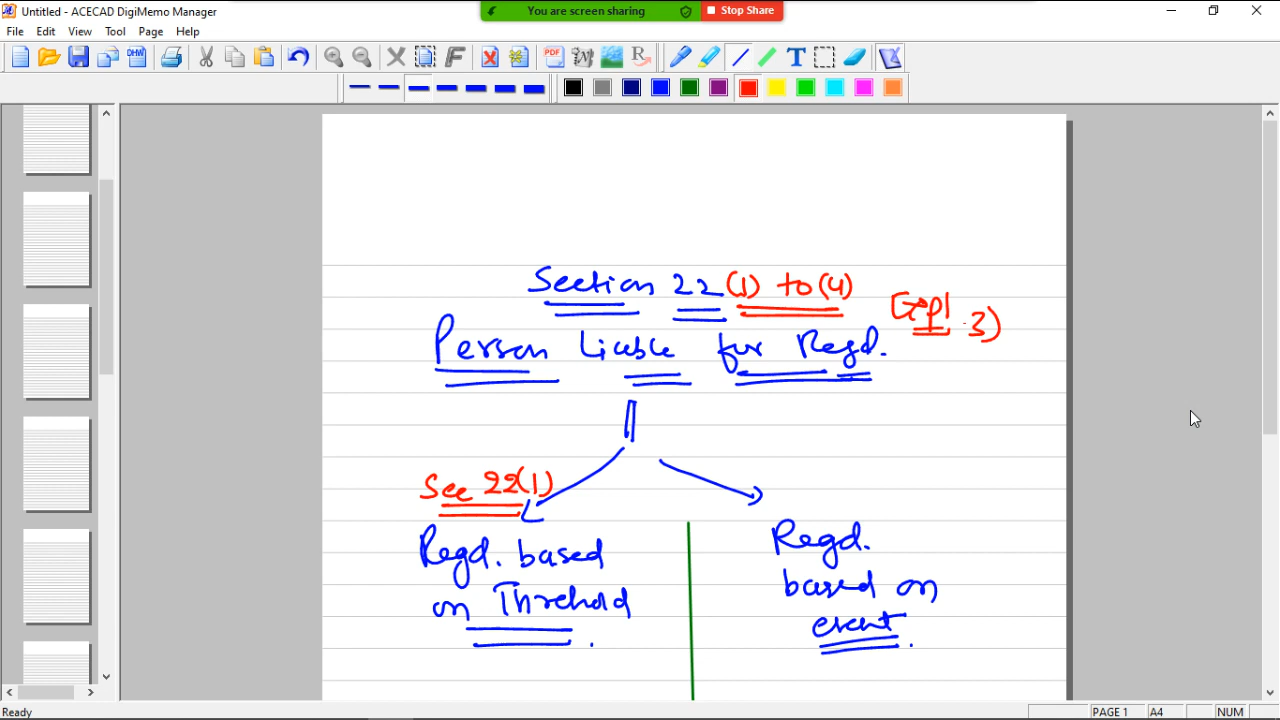 Untitled - ACECAD DigiMemo Manager
You are screen sharing
Stop Share
File Edit View Tool Page Help
Section 22 (1) to (4)
3)
Person Liable for Regd.
Sec 22(1)
Regd. based
on Threhold
Regd.
based on
event.
Ready
PAGE 1 A4 NUM